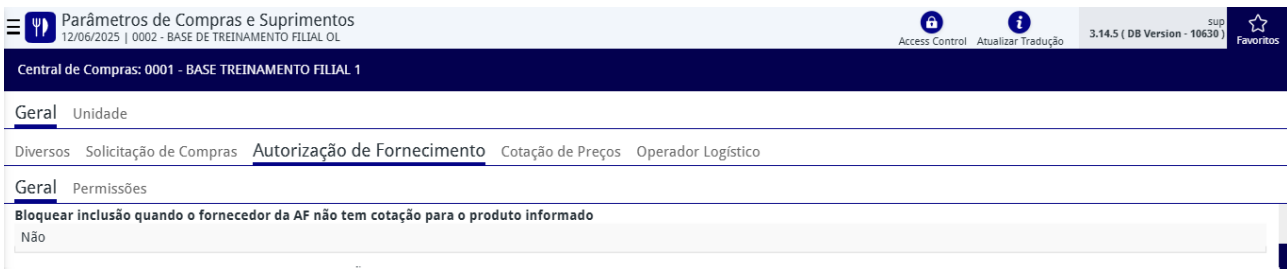 Parâmetros de Compras e Suprimentos
12/06/2025 | 0002 - BASE DE TREINAMENTO FILIAL OL
Access Control
Atualizar Tradução
sup
3.14.5 ( DB Version - 10630 )
Favoritos
Central de Compras: 0001 - BASE TREINAMENTO FILIAL 1
Geral Unidade
Diversos Solicitação de Compras Autorização de Fornecimento Cotação de Preços Operador Logístico
Geral Permissões
Bloquear inclusão quando o fornecedor da AF não tem cotação para o produto informado
Não